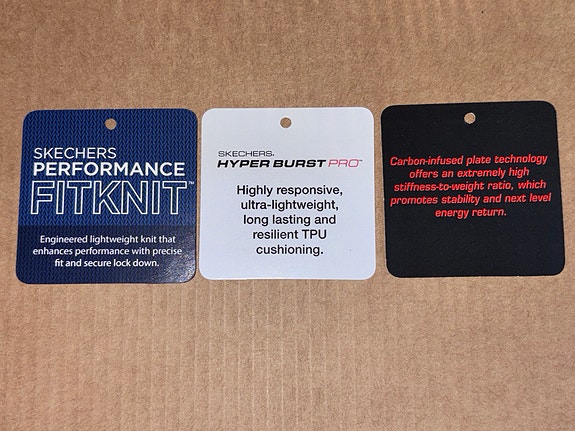 SKECHERS
PERFORMANCE
FITKNIT™
Engineered lightweight knit that
enhances performance with precise
fit and secure lock down.
SKECHERS®
HYPER BURST PRO™
Highly responsive,
ultra-lightweight,
long lasting and
resilient TPU
cushioning.
Carbon-infused plate technology
offers an extremely high
stiffness-to-weight ratio, which
promotes stability and next level
energy return.